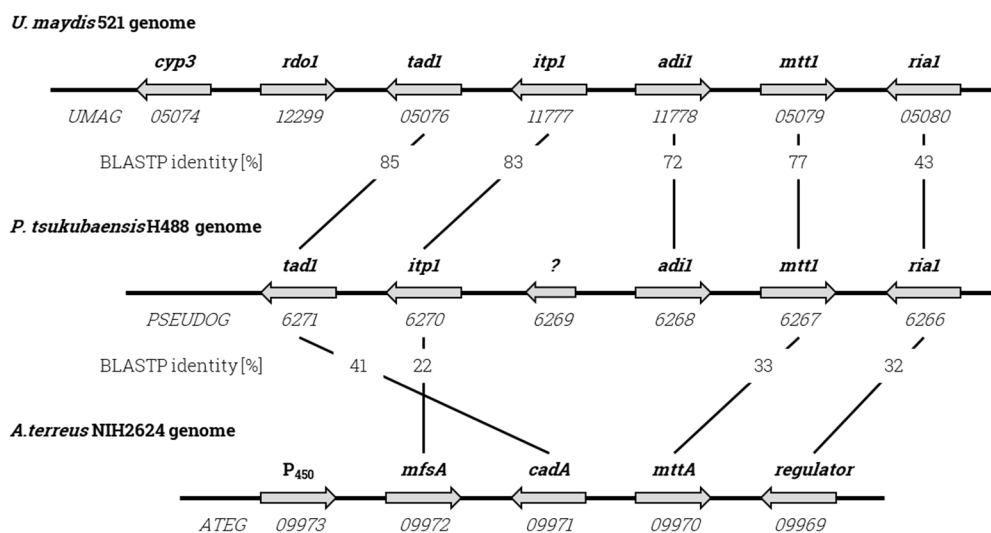 U. maydis 521 genome
cyp3 rdo1 tad1 itp1 adi1 mtt1 ria1
UMAG 05074 12299 05076 11777 11778 05079 05080
BLASTP identity [%] 85 83 72 77 43
P. tsukubaensis H488 genome
tad1 itp1 ? adi1 mtt1 ria1
PSEUDOG 6271 6270 6269 6268 6267 6266
BLASTP identity [%] 41 22 33 32
A.terreus NIH2624 genome
P450 mfsA cadA mttA regulator
ATEG 09973 09972 09971 09970 09969